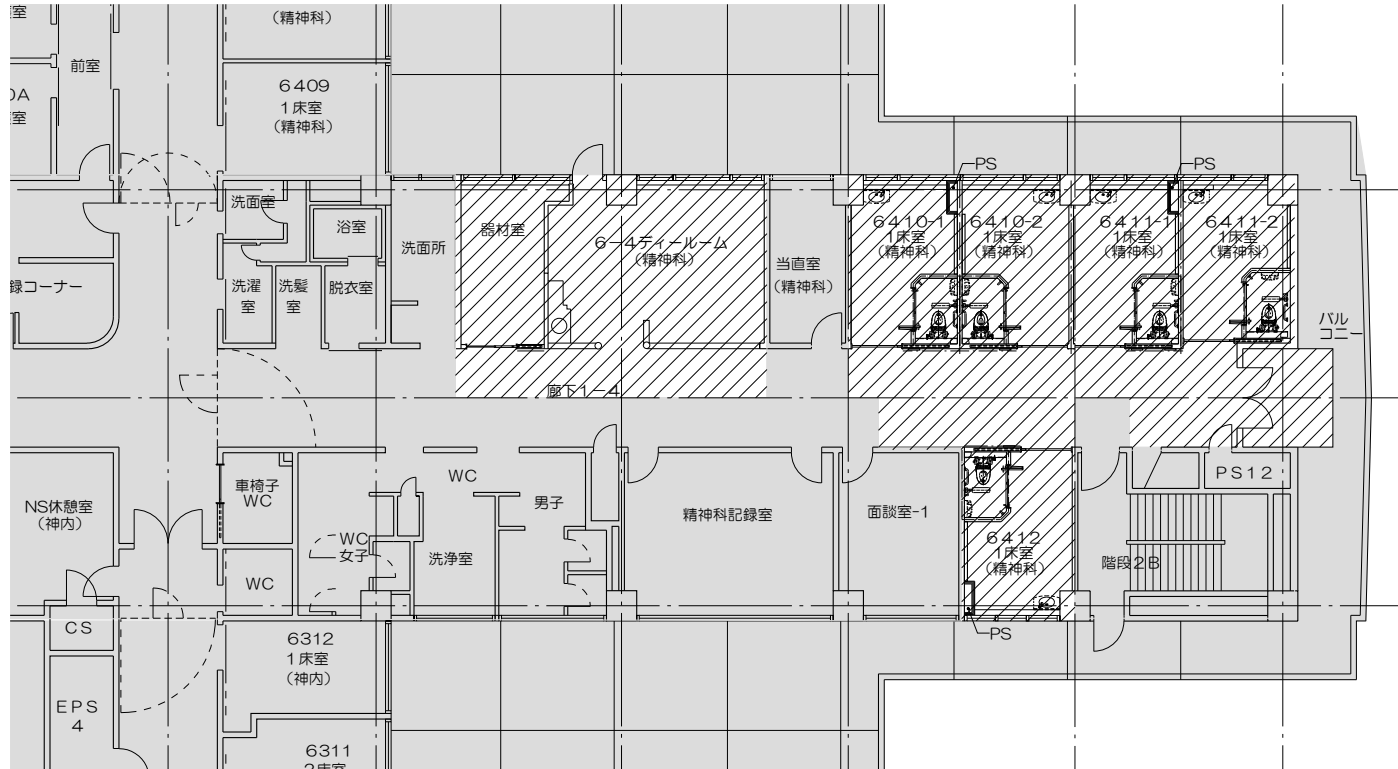 (精神科)
前室
6409
1床室
(精神科)
PS
PS
洗面室
浴室
洗面所
器材室
6-4デイールーム
(精神科)
当直室
(精神科)
6410-1
1床室
(精神科)
6410-2
1床室
(精神科)
6411-1
1床室
(精神科)
6411-2
1床室
(精神科)
録コーナー
洗濯
室
洗髪
室
脱衣室
バル
コニー
廊下1-4
NS休憩室
(神内)
車椅子
WC
WC
男子
WC
女子
洗浄室
精神科記録室
面談室-1
6412
1床室
(精神科)
PS12
階段2B
WC
CS
PS
6312
1床室
(神内)
EPS
4
6311